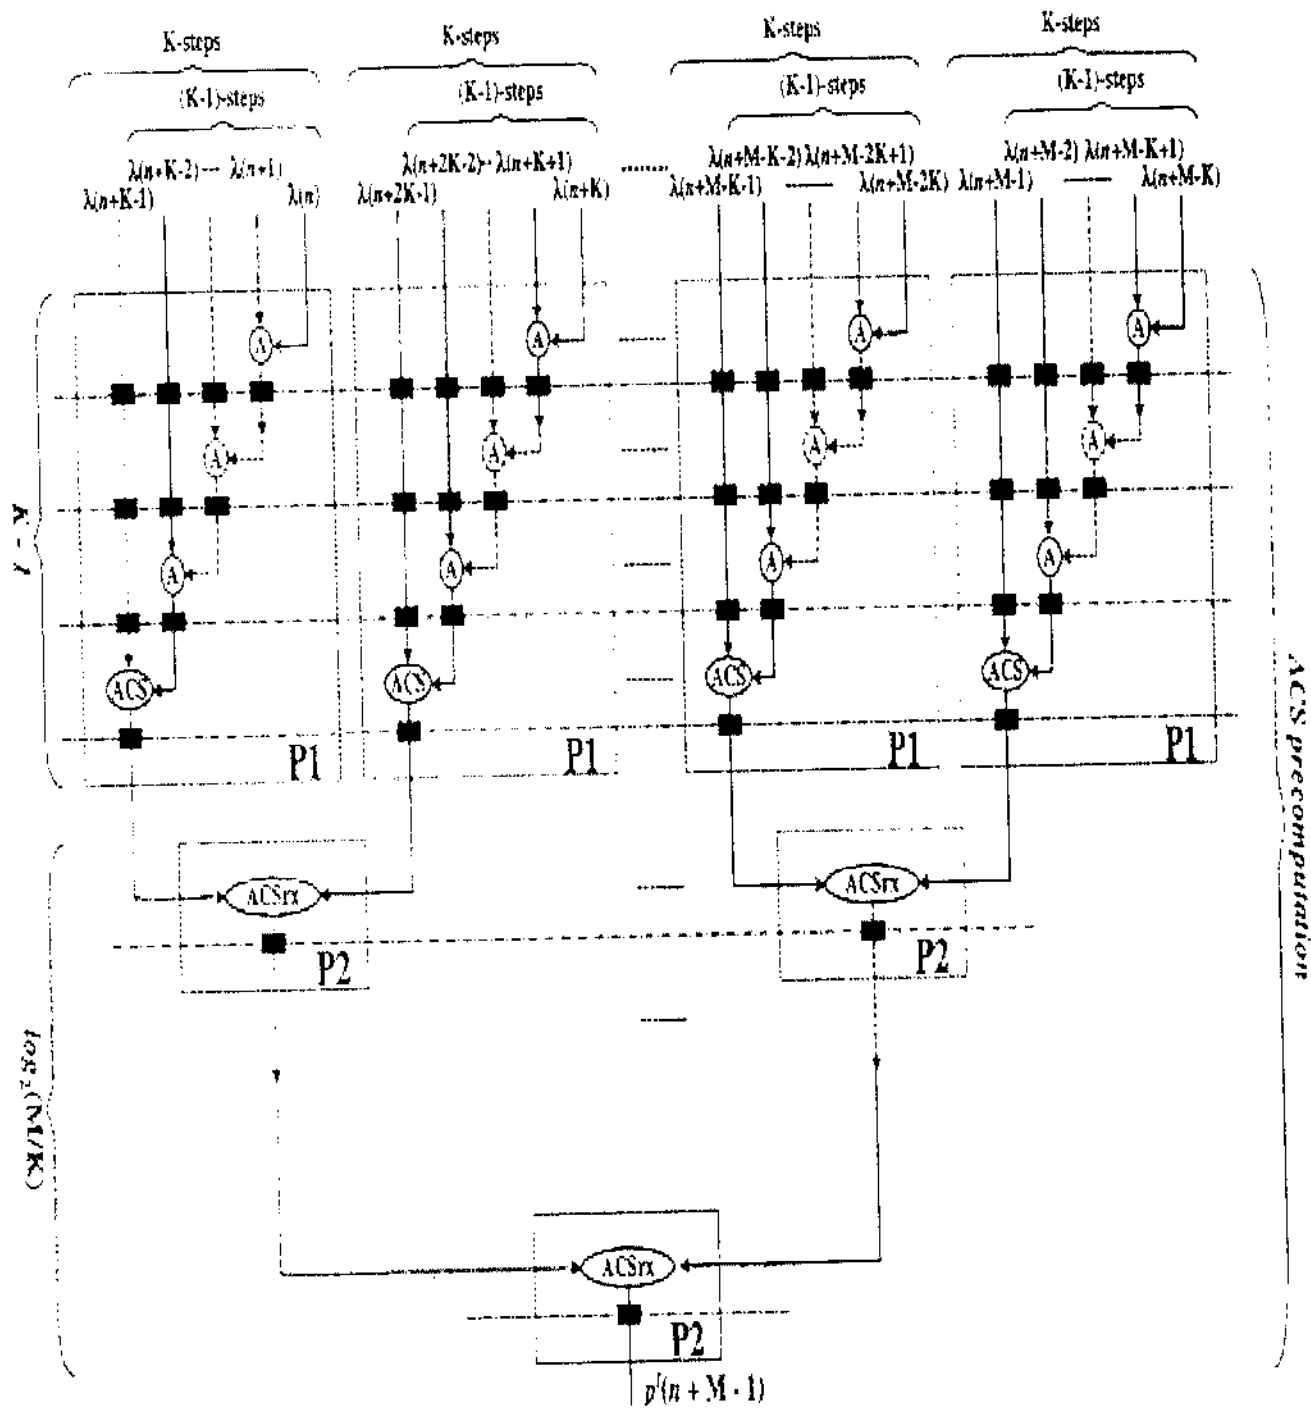 K-steps K-steps K-steps K-steps
(K-1)-steps (K-1)-steps (K-1)-steps (K-1)-steps
λ(n+K-2)--- λ(n+1) λ(n+2K-2)-- λ(n+K+1) ....... λ(n+M-K-2) λ(n+M-2K+1) λ(n+M-2) λ(n+M-K+1)
λ(n+K-1) λ(n) λ(n+2K-1) λ(n+K) λ(n+M-K-1) λ(n+M-2K) λ(n+M-1) λ(n+M-K)
A A A A
A A A A
A A A A
K - 1
ACS ACS ACS ACS
P1 P1 P1 P1
ACS precomputation
ACSrx ACSrx
P2 P2
log₂(M/K)
ACSrx
P2
pᶠ(n + M - 1)